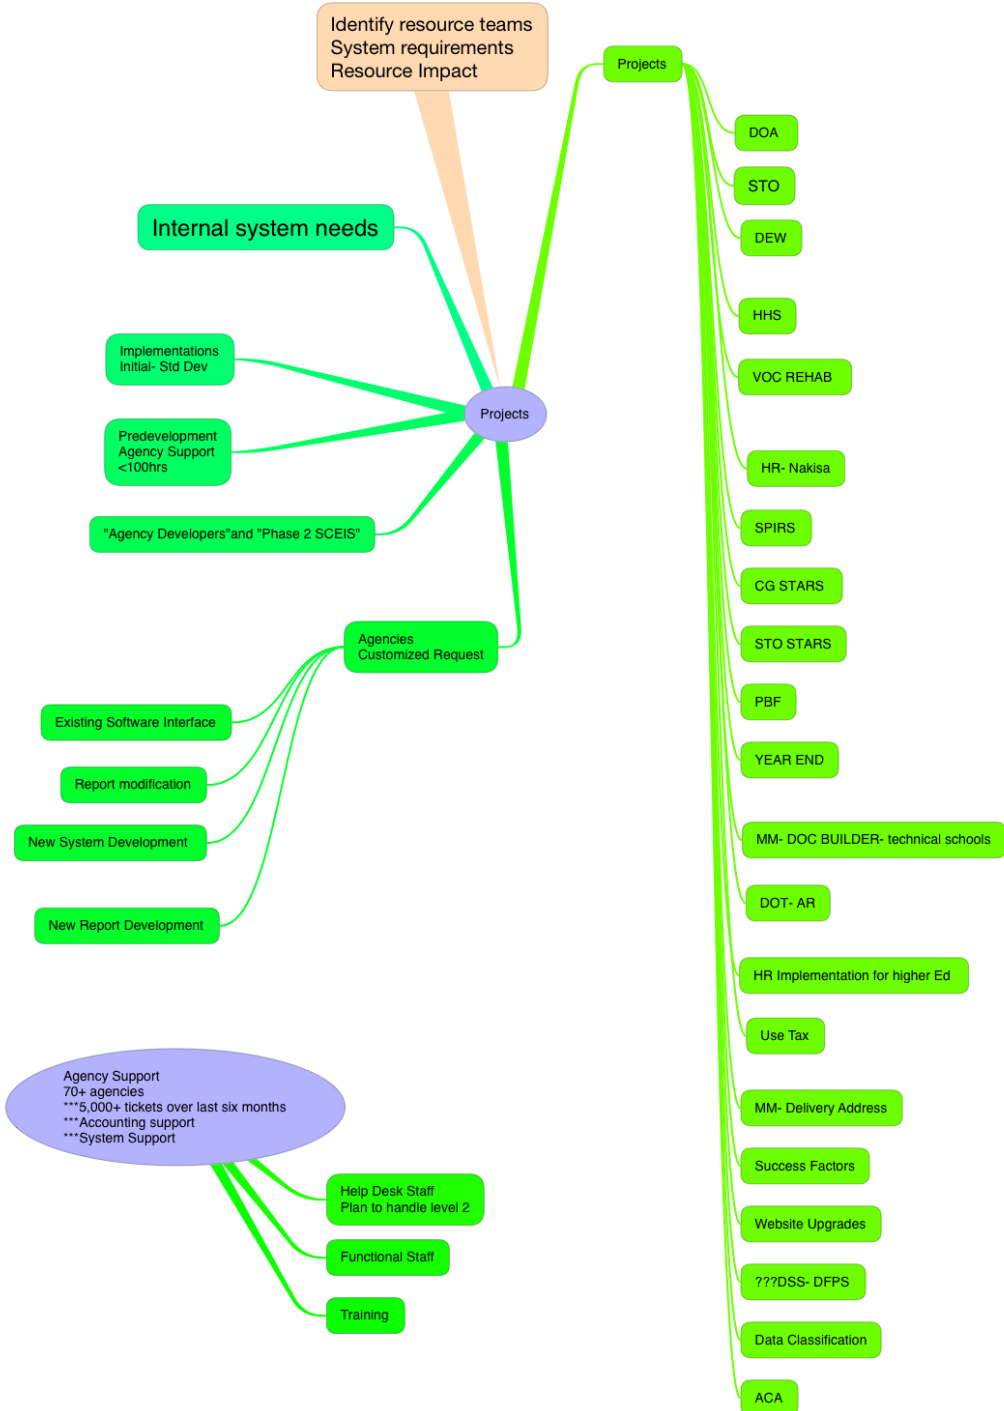 Identify resource teams
System requirements
Resource Impact
Projects
DOA
STO
DEW
HHS
VOC REHAB
HR- Nakisa
SPIRS
CG STARS
STO STARS
PBF
YEAR END
MM- DOC BUILDER- technical schools
DOT- AR
HR Implementation for higher Ed
Use Tax
MM- Delivery Address
Success Factors
Website Upgrades
???DSS- DFPS
Data Classification
ACA
Internal system needs
Implementations
Initial- Std Dev
Projects
Predevelopment
Agency Support
<100hrs
"Agency Developers"and "Phase 2 SCEIS"
Agencies
Customized Request
Existing Software Interface
Report modification
New System Development
New Report Development
Agency Support
70+ agencies
***5,000+ tickets over last six months
***Accounting support
***System Support
Help Desk Staff
Plan to handle level 2
Functional Staff
Training